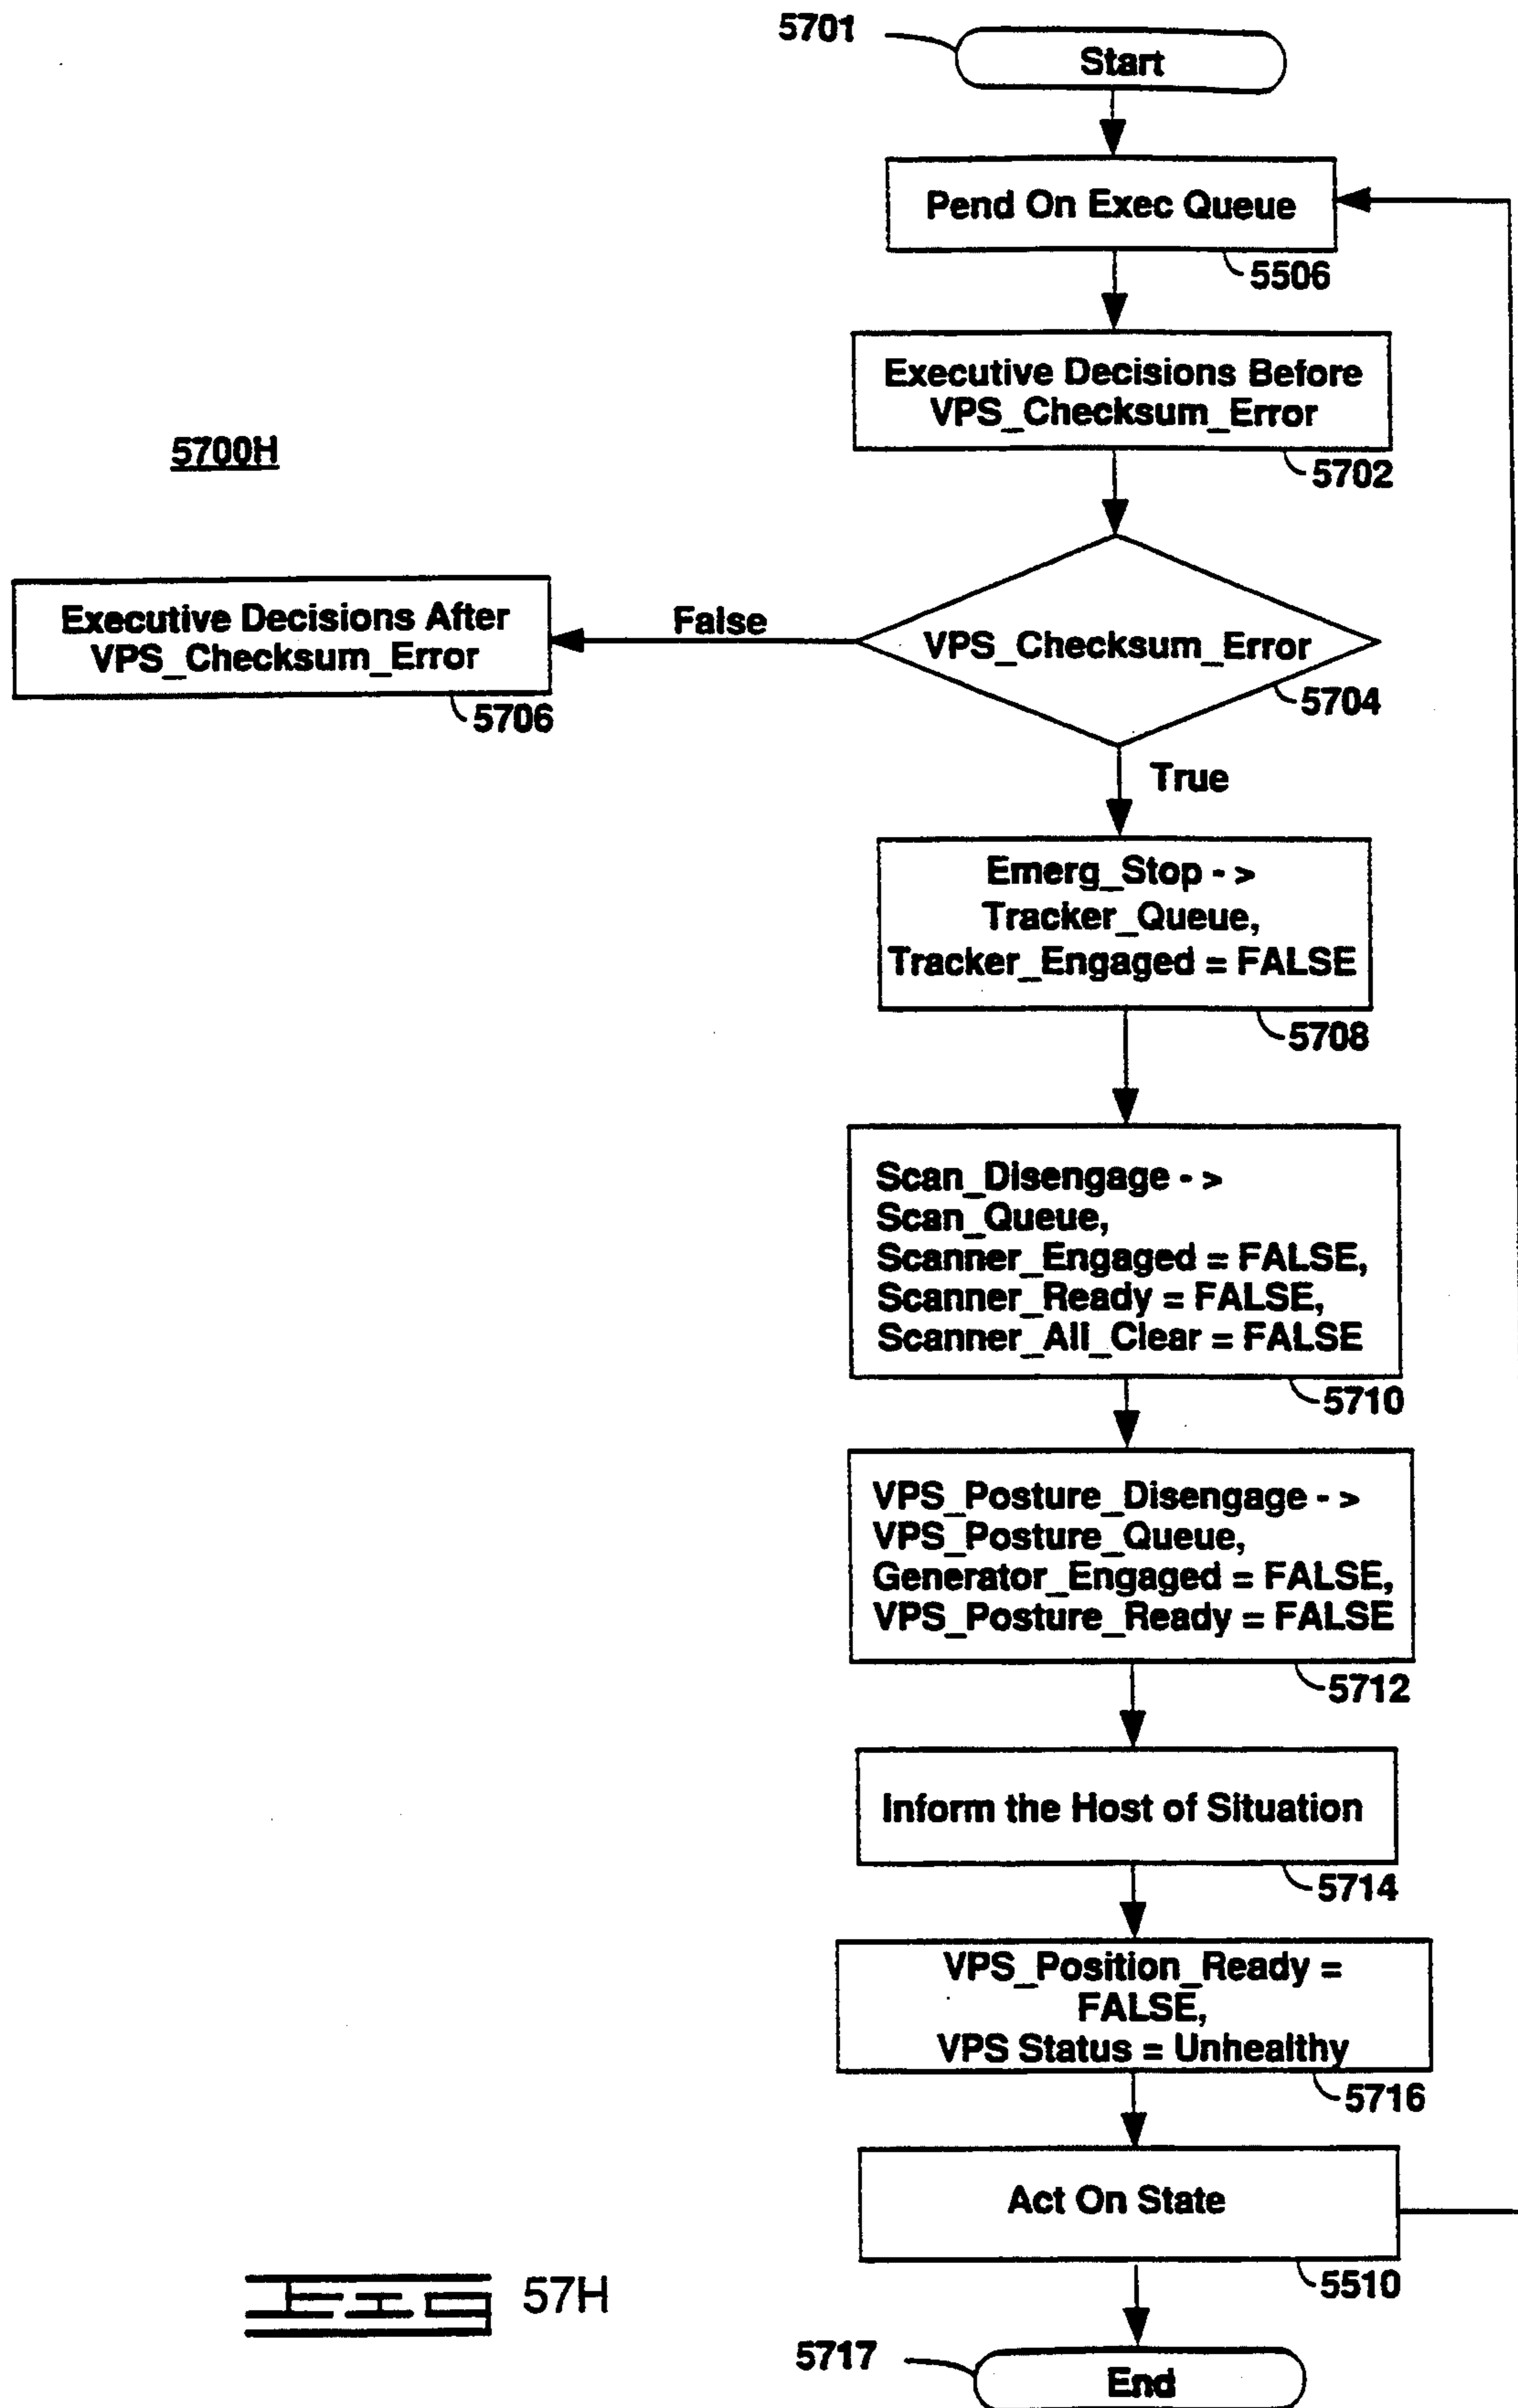 5701
Start
Pend On Exec Queue
5506
Executive Decisions Before
VPS_Checksum_Error
5702
5700H
Executive Decisions After
VPS_Checksum_Error
5706
False
VPS_Checksum_Error
5704
True
Emerg_Stop - >
Tracker_Queue,
Tracker_Engaged = FALSE
5708
Scan_Disengage - >
Scan_Queue,
Scanner_Engaged = FALSE,
Scanner_Ready = FALSE,
Scanner_All_Clear = FALSE
5710
VPS_Posture_Disengage - >
VPS_Posture_Queue,
Generator_Engaged = FALSE,
VPS_Posture_Ready = FALSE
5712
Inform the Host of Situation
5714
VPS_Position_Ready =
FALSE,
VPS Status = Unhealthy
5716
Act On State
5510
FIG 57H
5717
End